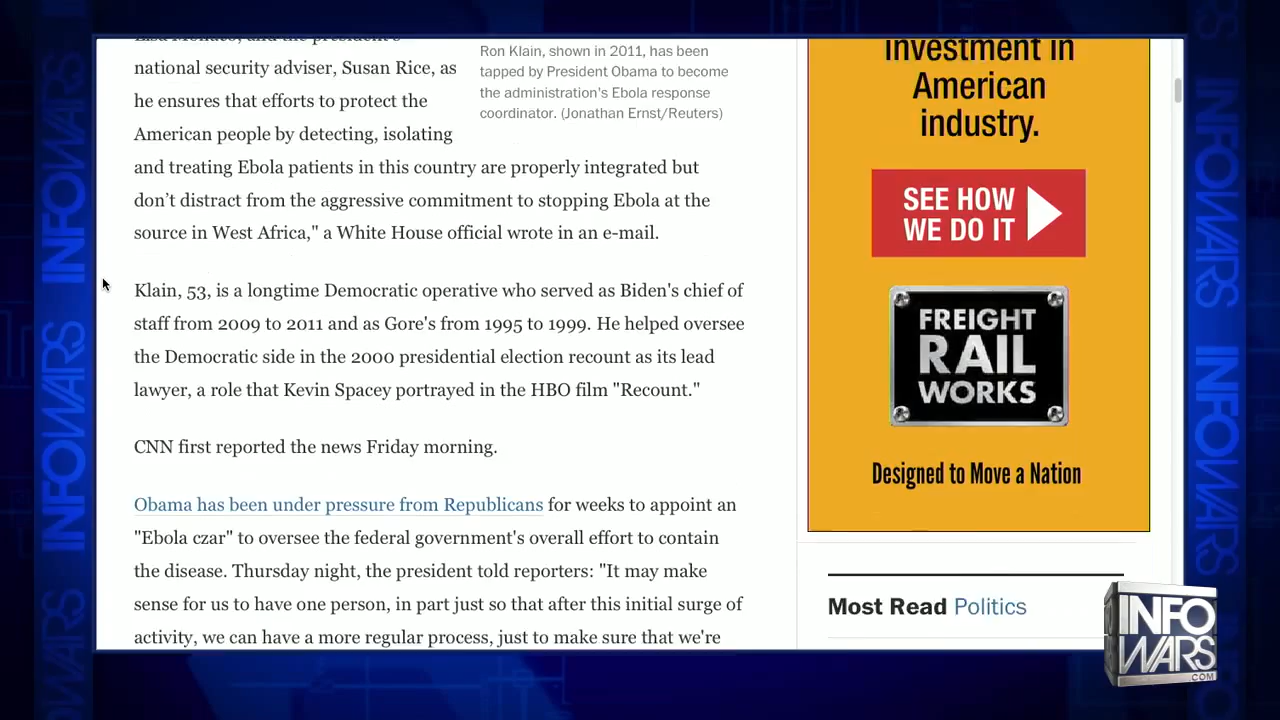 Lisa Monaco, and the president's
national security adviser, Susan Rice, as
he ensures that efforts to protect the
American people by detecting, isolating
and treating Ebola patients in this country are properly integrated but
don't distract from the aggressive commitment to stopping Ebola at the
source in West Africa," a White House official wrote in an e-mail.
Ron Klain, shown in 2011, has been
tapped by President Obama to become
the administration's Ebola response
coordinator. (Jonathan Ernst/Reuters)
Klain, 53, is a longtime Democratic operative who served as Biden's chief of
staff from 2009 to 2011 and as Gore's from 1995 to 1999. He helped oversee
the Democratic side in the 2000 presidential election recount as its lead
lawyer, a role that Kevin Spacey portrayed in the HBO film "Recount."
CNN first reported the news Friday morning.
Obama has been under pressure from Republicans for weeks to appoint an
"Ebola czar" to oversee the federal government's overall effort to contain
the disease. Thursday night, the president told reporters: "It may make
sense for us to have one person, in part just so that after this initial surge of
activity, we can have a more regular process, just to make sure that we're
investment in
American
industry.
SEE HOW
WE DO IT
FREIGHT
RAIL
WORKS
Designed to Move a Nation
Most Read Politics
INFOWARS
INFOWARS
INFOWARS
INFOWARS
INFO
WARS
.COM